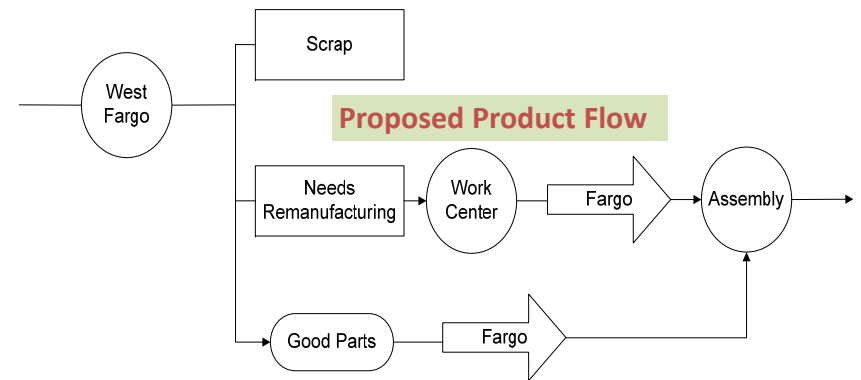 Scrap
West
Fargo
Proposed Product Flow
Needs
Remanufacturing
Work
Center
Fargo
Assembly
Good Parts
Fargo